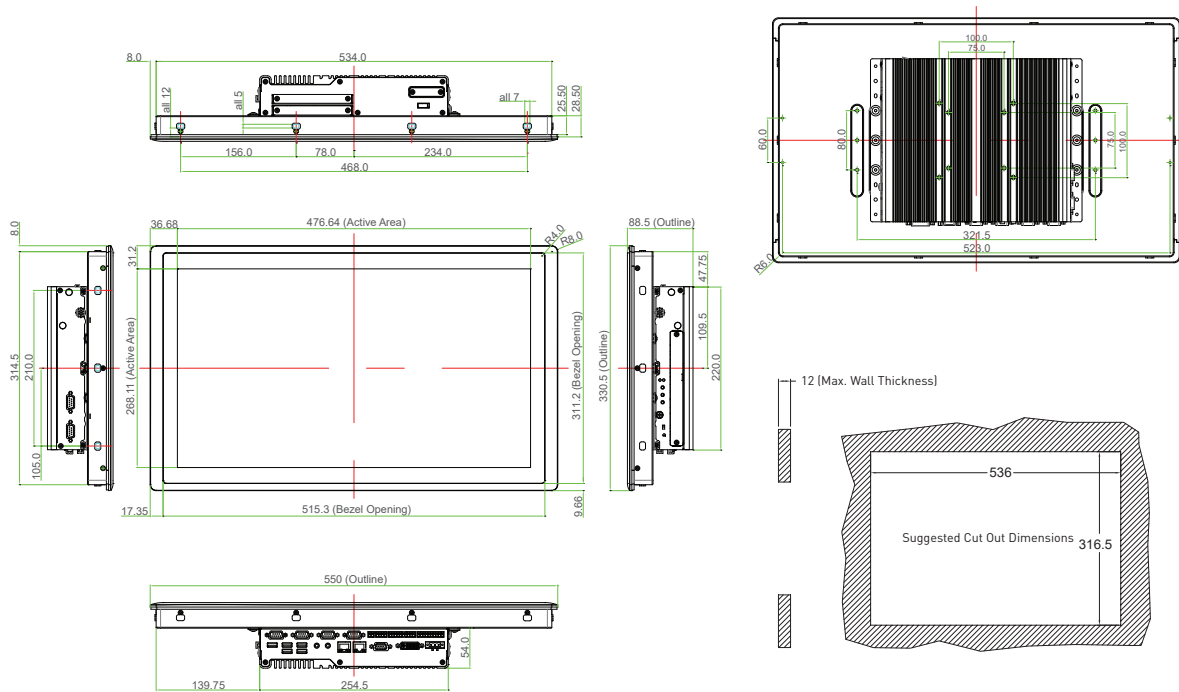 8.0
534.0
all 12
all 5
all 7
25.50
28.50
156.0
78.0
234.0
468.0
100.0
75.0
60.0
80.0
75.0
100.0
321.5
523.0
R6.0
36.68
476.64 (Active Area)
R4.0
R8.0
31.2
268.11 (Active Area)
311.2 (Bezel Opening)
17.35
515.3 (Bezel Opening)
9.66
8.0
314.5
210.0
105.0
88.5 (Outline)
47.75
109.5
220.0
330.5 (Outline)
12 (Max. Wall Thickness)
536
Suggested Cut Out Dimensions
316.5
550 (Outline)
54.0
139.75
254.5